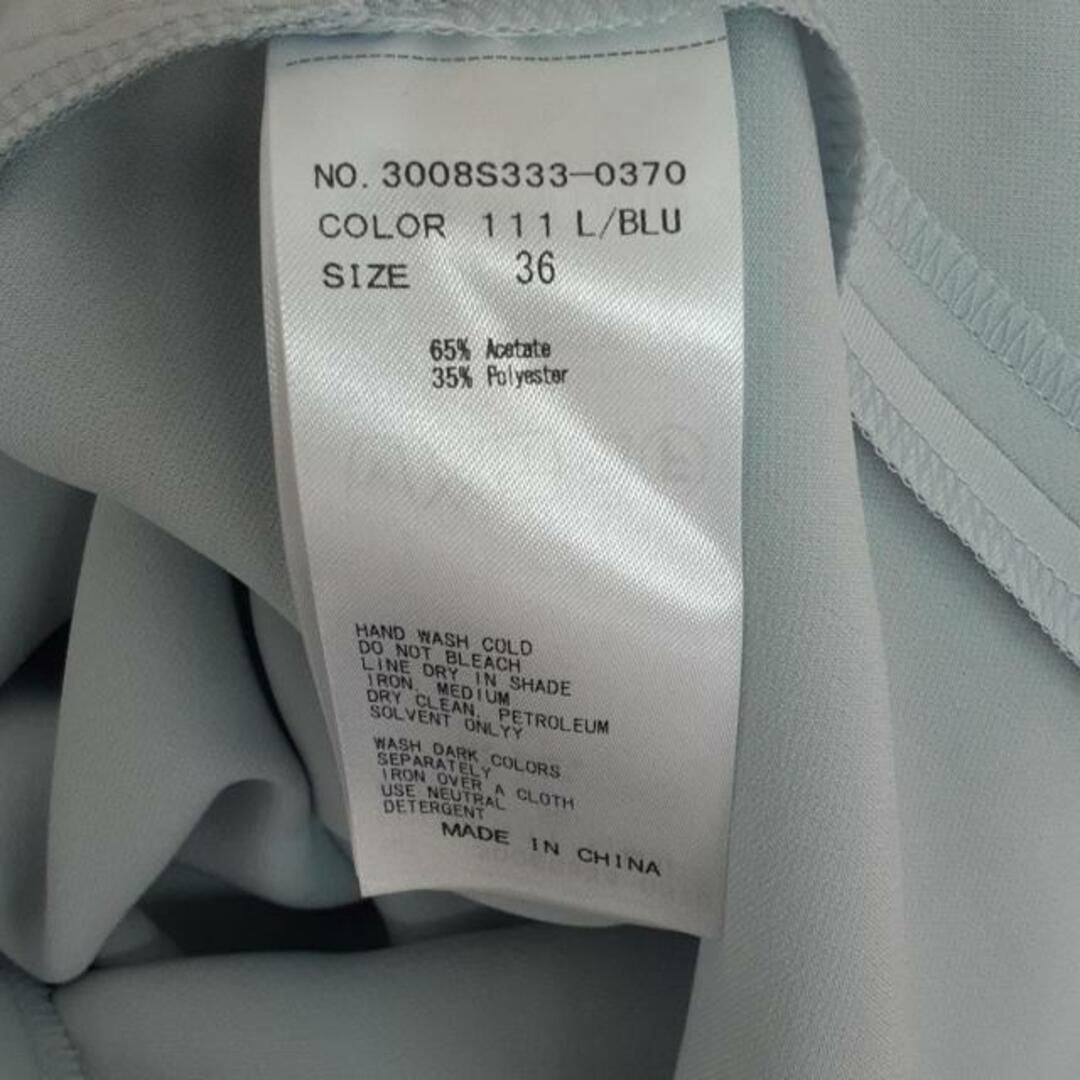 NO. 3008S333-0370
COLOR 111 L/BLU
SIZE 36
65% Acetate
35% Polyester
HAND WASH COLD
DO NOT BLEACH
LINE DRY IN SHADE
IRON, MEDIUM
DRY CLEAN, PETROLEUM
SOLVENT ONLYY
WASH DARK COLORS
SEPARATELY
IRON OVER A CLOTH
USE NEUTRAL
DETERGENT
MADE IN CHINA